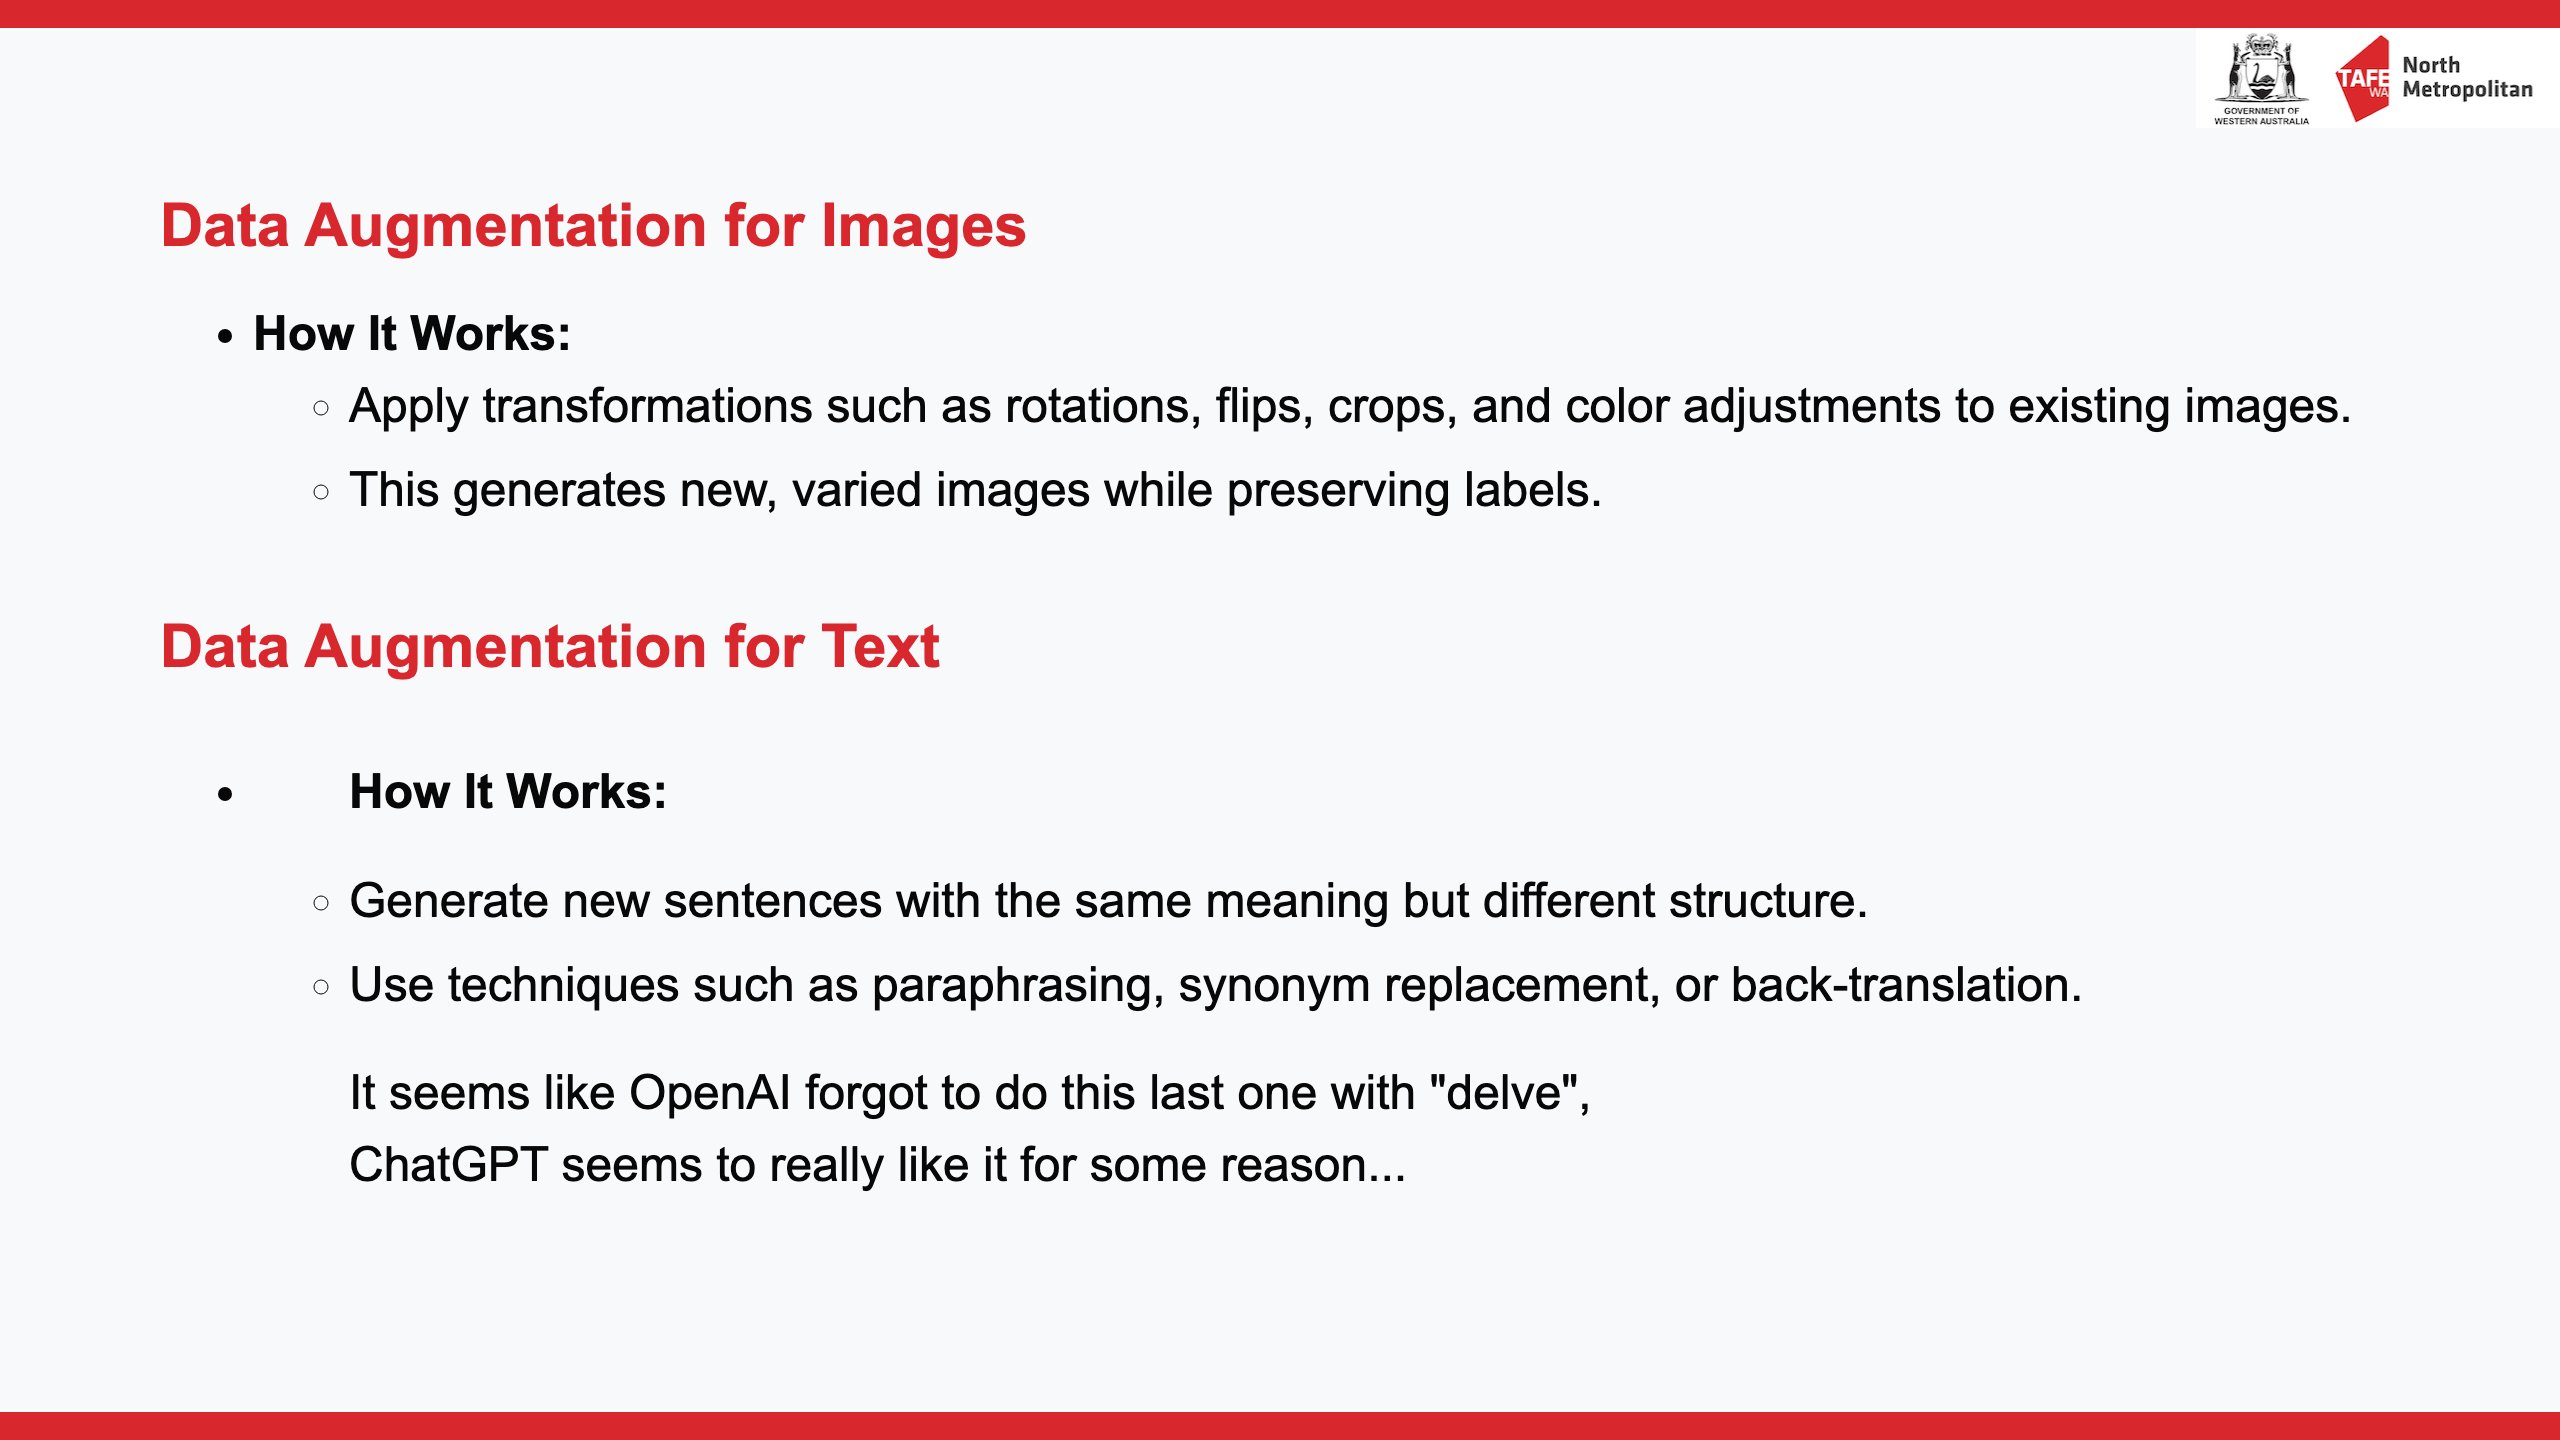 GOVERNMENT OF
WESTERN AUSTRALIA
TAFE
WA
North
Metropolitan
Data Augmentation for Images
How It Works:
Apply transformations such as rotations, flips, crops, and color adjustments to existing images.
This generates new, varied images while preserving labels.
Data Augmentation for Text
How It Works:
Generate new sentences with the same meaning but different structure.
Use techniques such as paraphrasing, synonym replacement, or back-translation.
It seems like OpenAI forgot to do this last one with "delve",
ChatGPT seems to really like it for some reason...